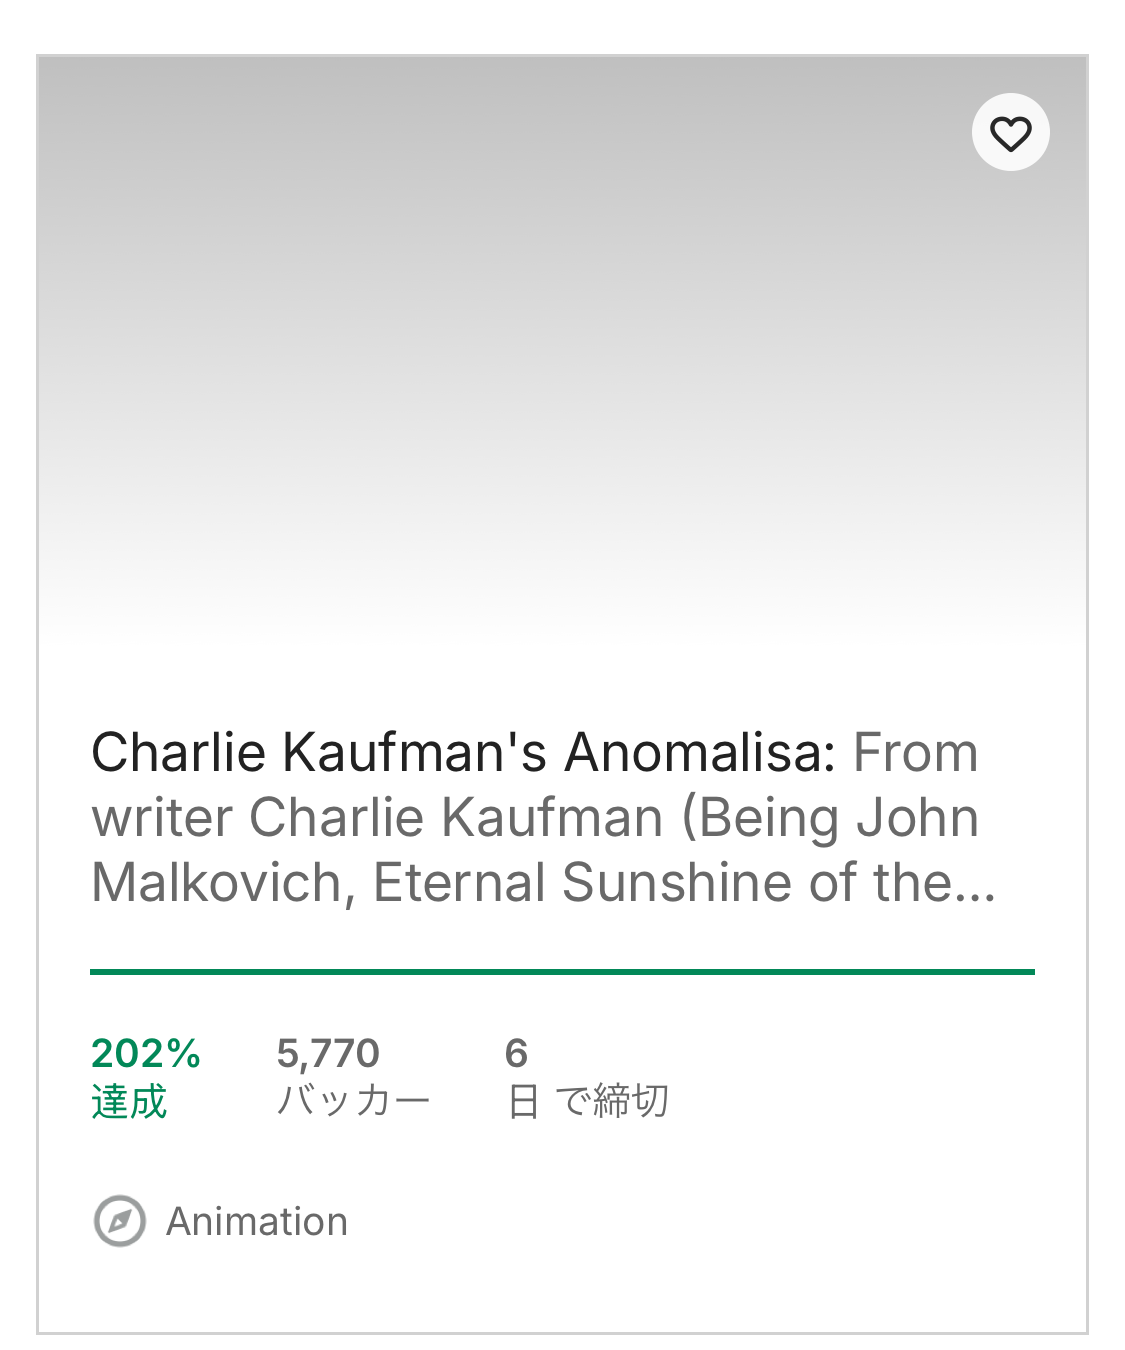 Charlie Kaufman's Anomalisa: From
writer Charlie Kaufman (Being John
Malkovich, Eternal Sunshine of the...
202% 5,770 6
達成 バッカー 日 で締切
Animation